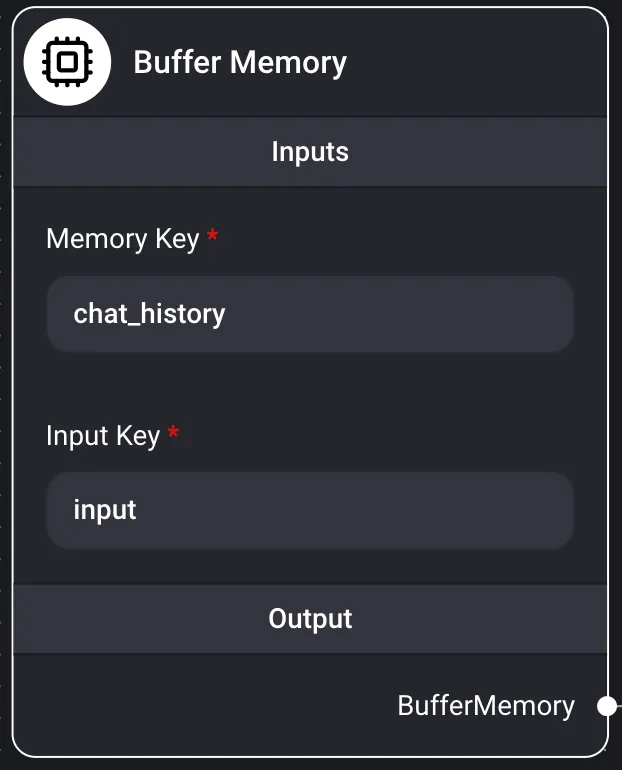 Buffer Memory
Inputs
Memory Key *
chat_history
Input Key *
input
Output
BufferMemory